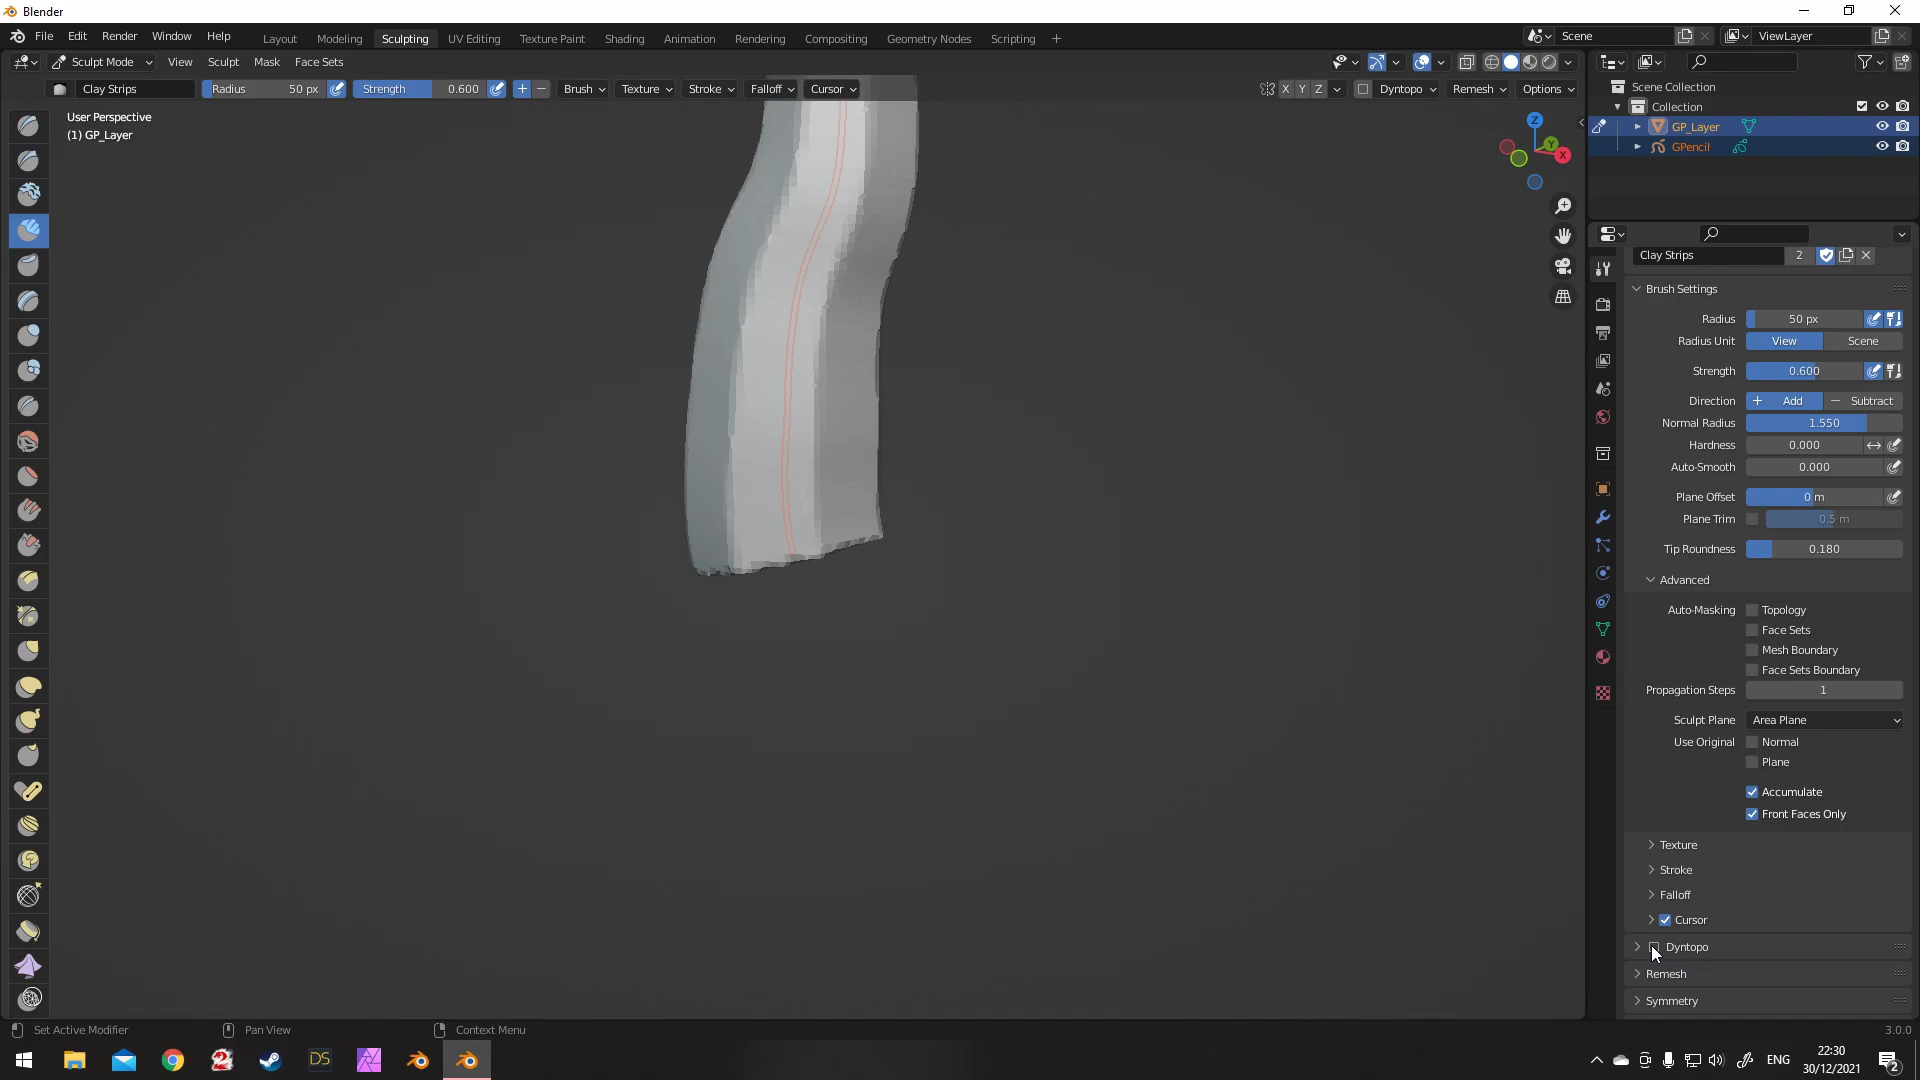 Blender
File Edit Render Window Help
Layout Modeling Sculpting UV Editing Texture Paint Shading Animation Rendering Compositing Geometry Nodes Scripting +
Scene ViewLayer
Sculpt Mode View Sculpt Mask Face Sets
Clay Strips Radius 50 px Strength 0.600 Brush Texture Stroke Falloff Cursor X Y Z Dyntopo Remesh Options
User Perspective
(1) GP_Layer
Z
Y
X
Scene Collection
Collection
GP_Layer
GPencil
Clay Strips 2
Brush Settings
Radius 50 px
Radius Unit View Scene
Strength 0.600
Direction + Add − Subtract
Normal Radius 1.550
Hardness 0.000
Auto-Smooth 0.000
Plane Offset 0 m
Plane Trim 0.5 m
Tip Roundness 0.180
Advanced
Auto-Masking Topology
Face Sets
Mesh Boundary
Face Sets Boundary
Propagation Steps 1
Sculpt Plane Area Plane
Use Original Normal
Plane
Accumulate
Front Faces Only
Texture
Stroke
Falloff
Cursor
Dyntopo
Remesh
Symmetry
Set Active Modifier Pan View Context Menu 3.0.0
DS ENG 22:30
30/12/2021 2